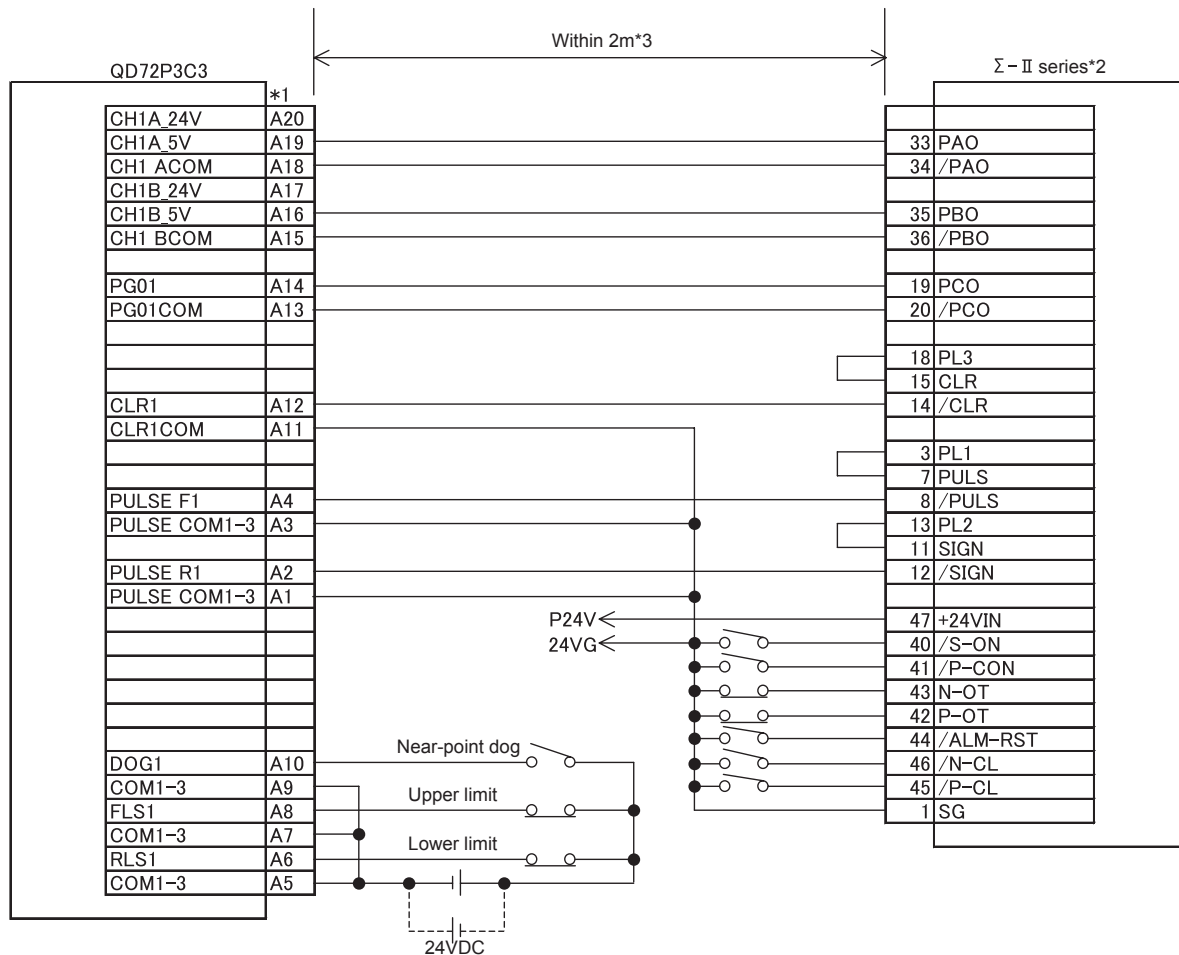 Within 2m*3
QD72P3C3
Σ-Ⅱ series*2
*1
CH1A_24V A20
CH1A_5V A19 33 PAO
CH1 ACOM A18 34 /PAO
CH1B_24V A17
CH1B_5V A16 35 PBO
CH1 BCOM A15 36 /PBO
PG01 A14 19 PCO
PG01COM A13 20 /PCO
18 PL3
15 CLR
CLR1 A12 14 /CLR
CLR1COM A11
3 PL1
7 PULS
PULSE F1 A4 8 /PULS
PULSE COM1-3 A3 13 PL2
11 SIGN
PULSE R1 A2 12 /SIGN
PULSE COM1-3 A1
P24V 47 +24VIN
24VG 40 /S-ON
41 /P-CON
43 N-OT
42 P-OT
44 /ALM-RST
Near-point dog
DOG1 A10 46 /N-CL
COM1-3 A9 45 /P-CL
Upper limit
FLS1 A8 1 SG
COM1-3 A7
Lower limit
RLS1 A6
COM1-3 A5
24VDC